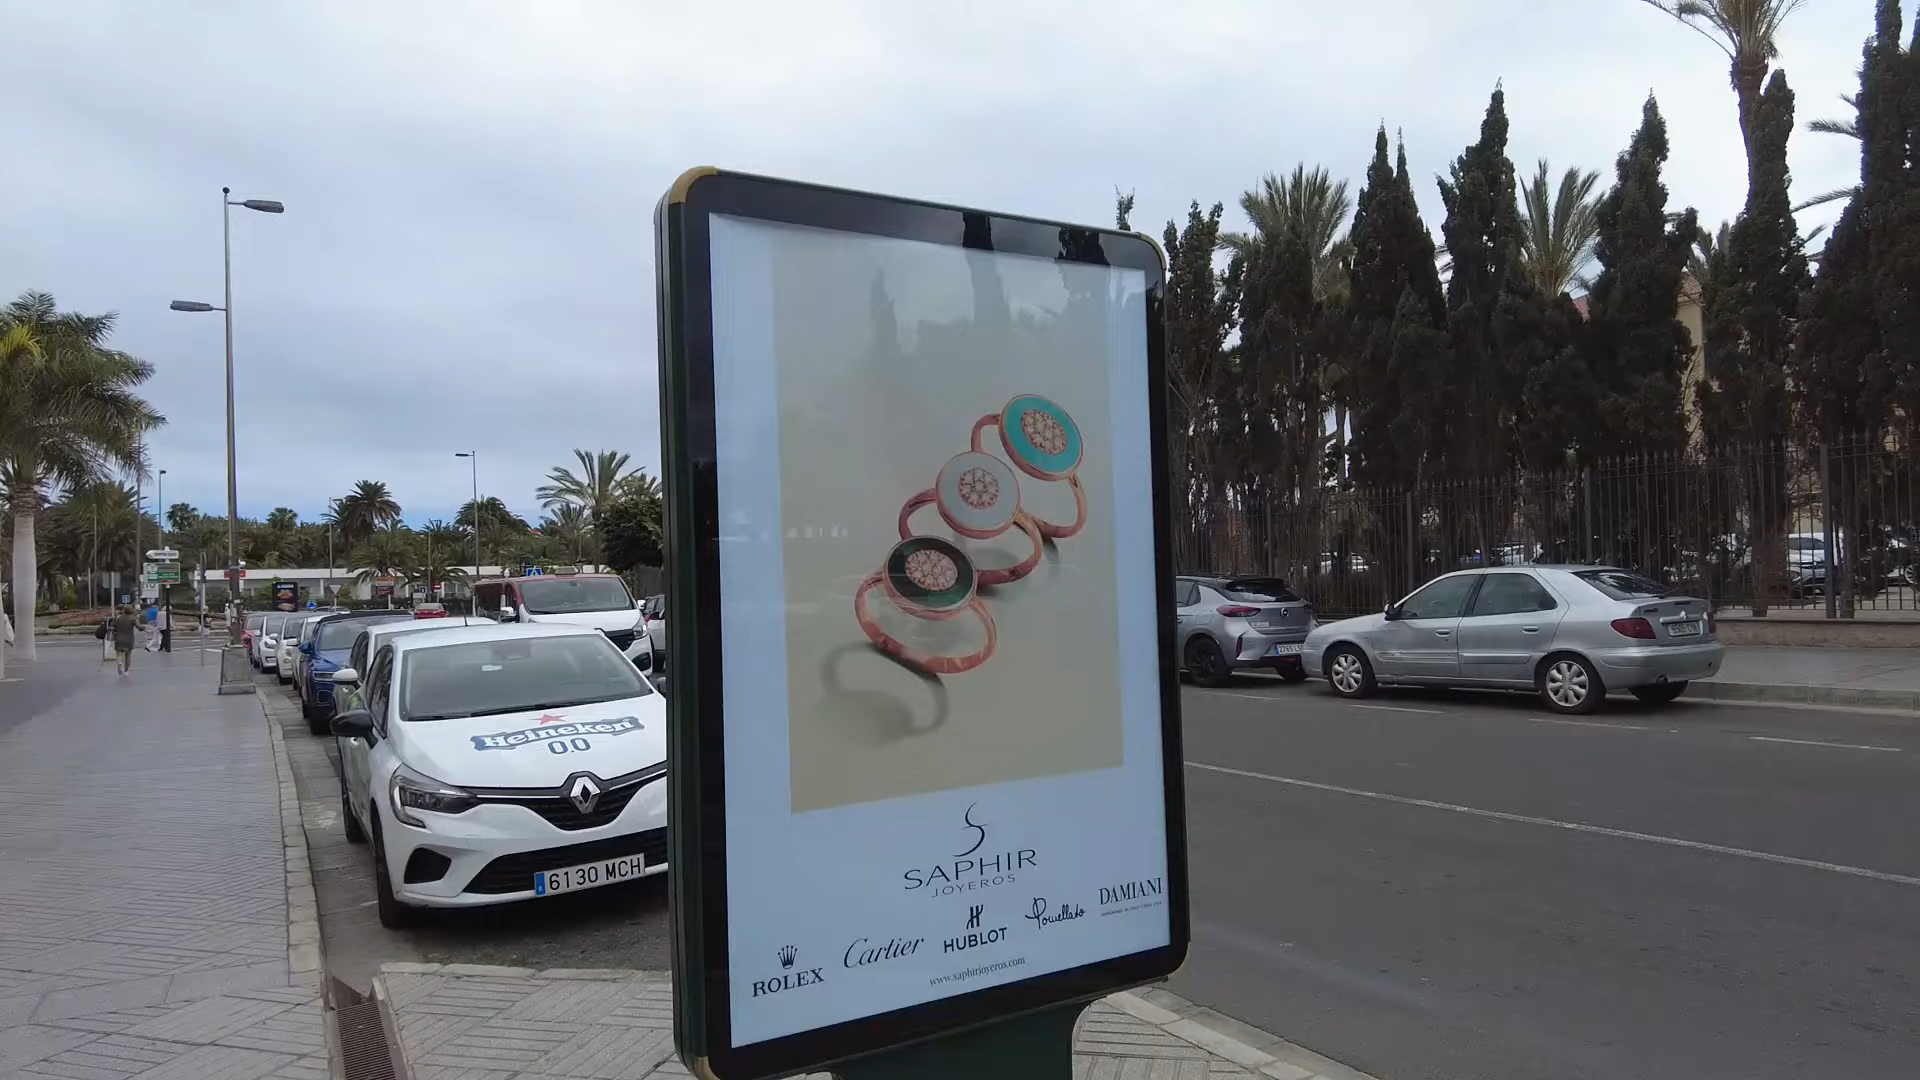 Heineken
0.0
6130 MCH
SAPHIR
JOYEROS
ROLEX
Cartier
HUBLOT
Pomellato
DAMIANI
www.saphirjoyeros.com